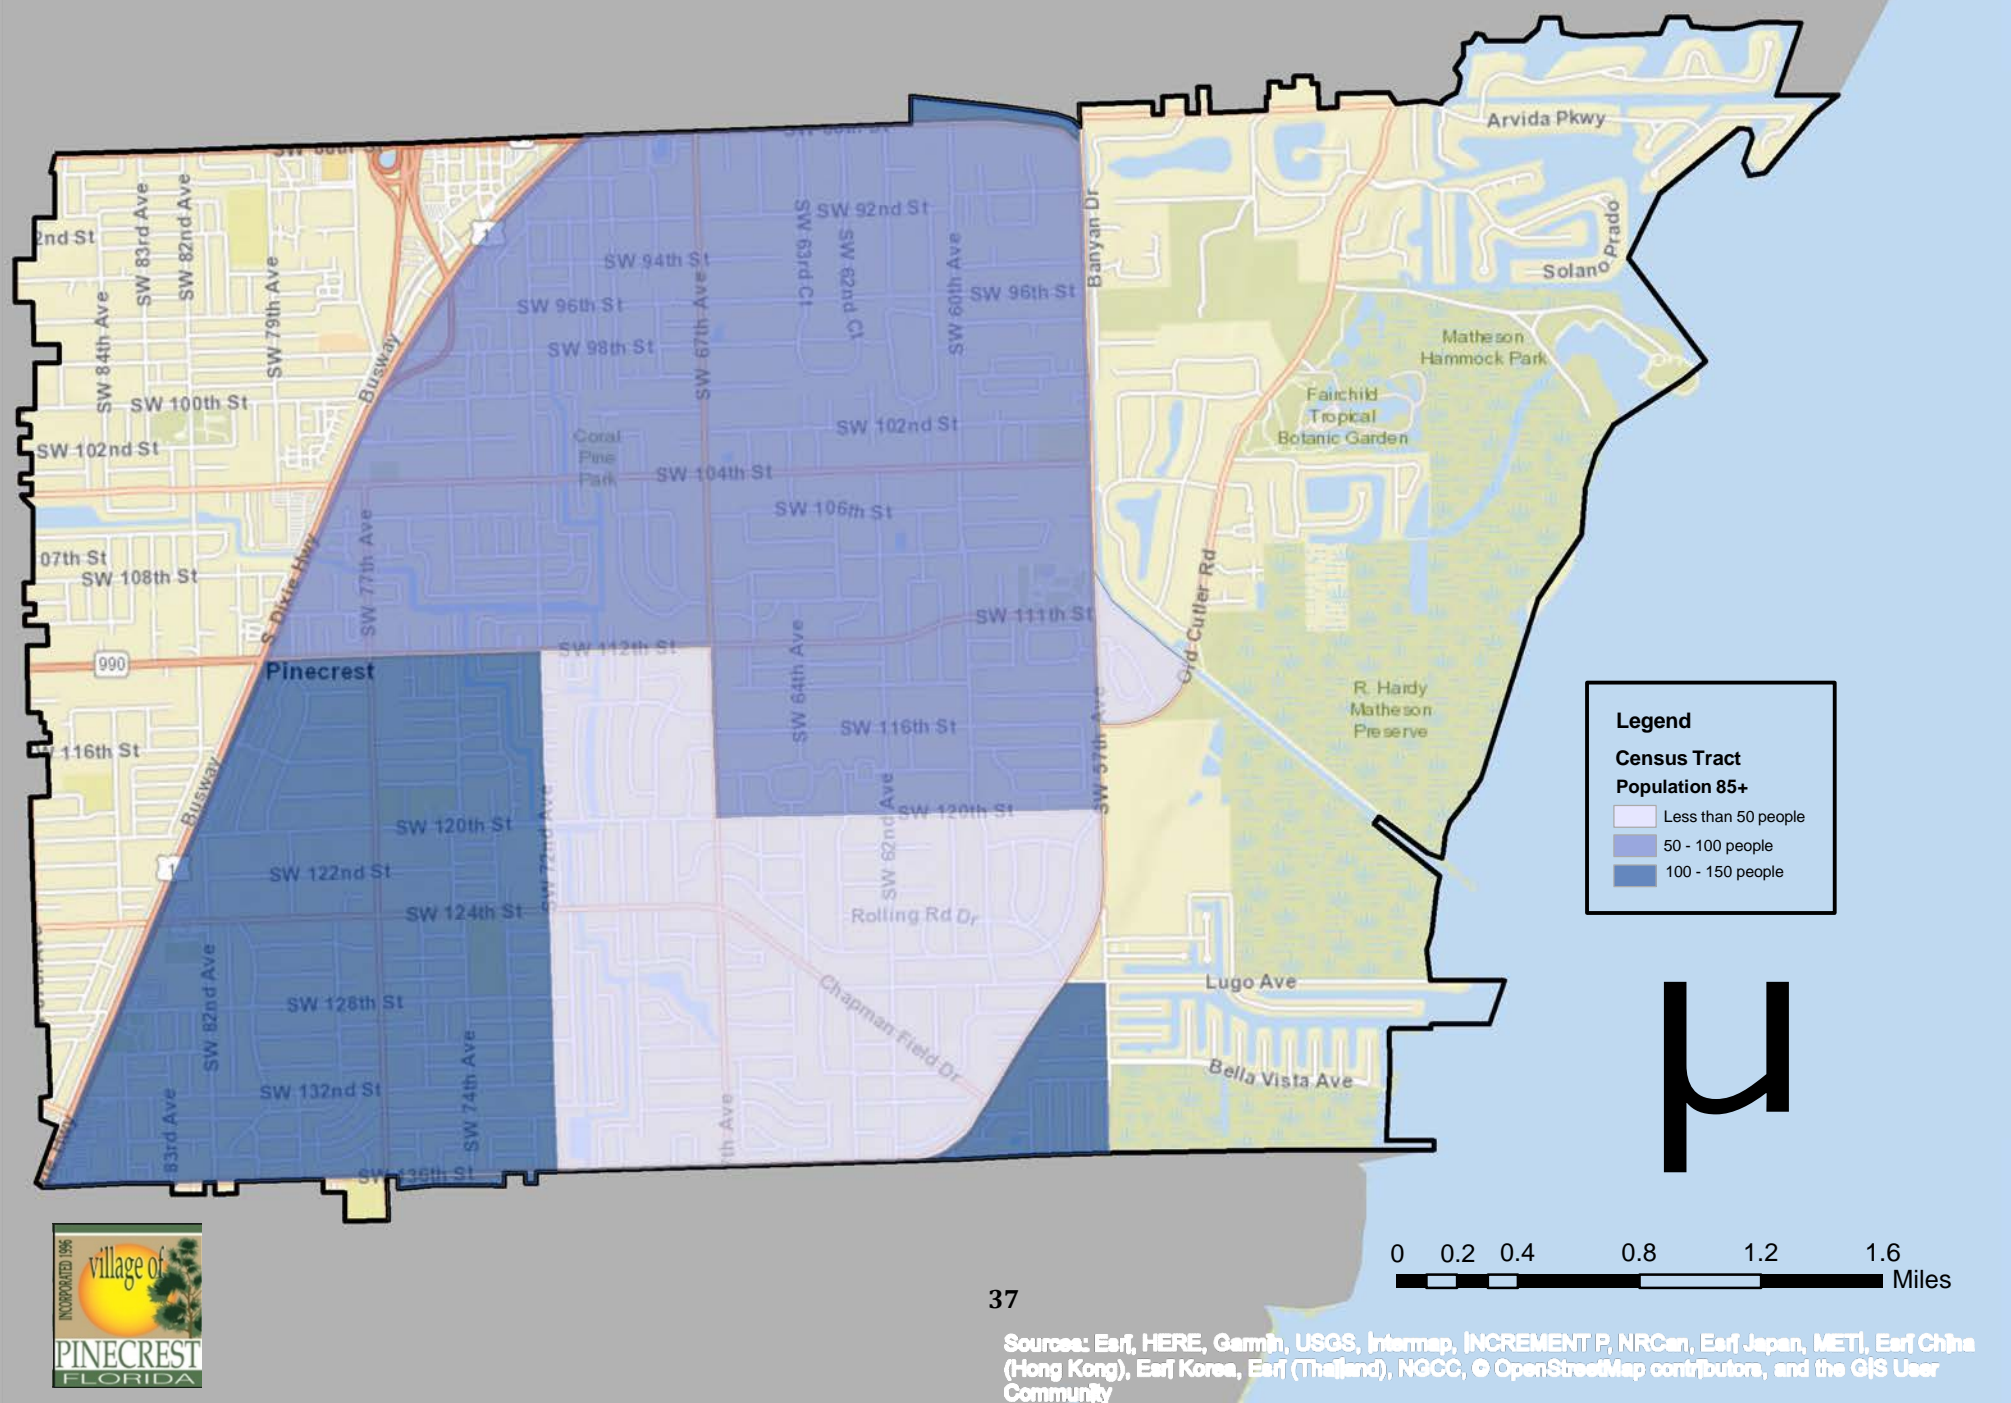 Arvida Pkwy
SW 83rd Ave
SW 82nd Ave
2nd St
SW 79th Ave
SW 84th Ave
1
SW 92nd St
SW 63rd Ct
SW 62nd Ct
SW 60th Ave
Banyan Dr
Solano Prado
SW 94th St
SW 67th Ave
SW 96th St
SW 96th St
SW 98th St
Busway
Matheson
Hammock Park
Fairchild
Tropical
Botanic Garden
SW 100th St
SW 102nd St
SW 102nd St
Coral
Pine
Park
SW 104th St
SW 106th St
SW 77th Ave
S Dixie Hwy
07th St
SW 108th St
SW 111th St
SW 112th St
Old Cutler Rd
990
Pinecrest
SW 64th Ave
SW 116th St
W 116th St
SW 57th Ave
R. Hardy
Matheson
Preserve
Busway
SW 120th St
SW 120th St
SW 72nd Ave
SW 62nd Ave
1
SW 122nd St
SW 124th St
Rolling Rd Dr
SW 82nd Ave
SW 128th St
Chapman Field Dr
Lugo Ave
SW 132nd St
SW 74th Ave
83rd Ave
7th Ave
Bella Vista Ave
SW 136th St
Legend
Census Tract
Population 85+
Less than 50 people
50 - 100 people
100 - 150 people
µ
INCORPORATED 1996
village of
PINECREST
FLORIDA
0 0.2 0.4 0.8 1.2 1.6
Miles
37
Sources: Esri, HERE, Garmin, USGS, Intermap, INCREMENT P, NRCan, Esri Japan, METI, Esri China
(Hong Kong), Esri Korea, Esri (Thailand), NGCC, © OpenStreetMap contributors, and the GIS User
Community